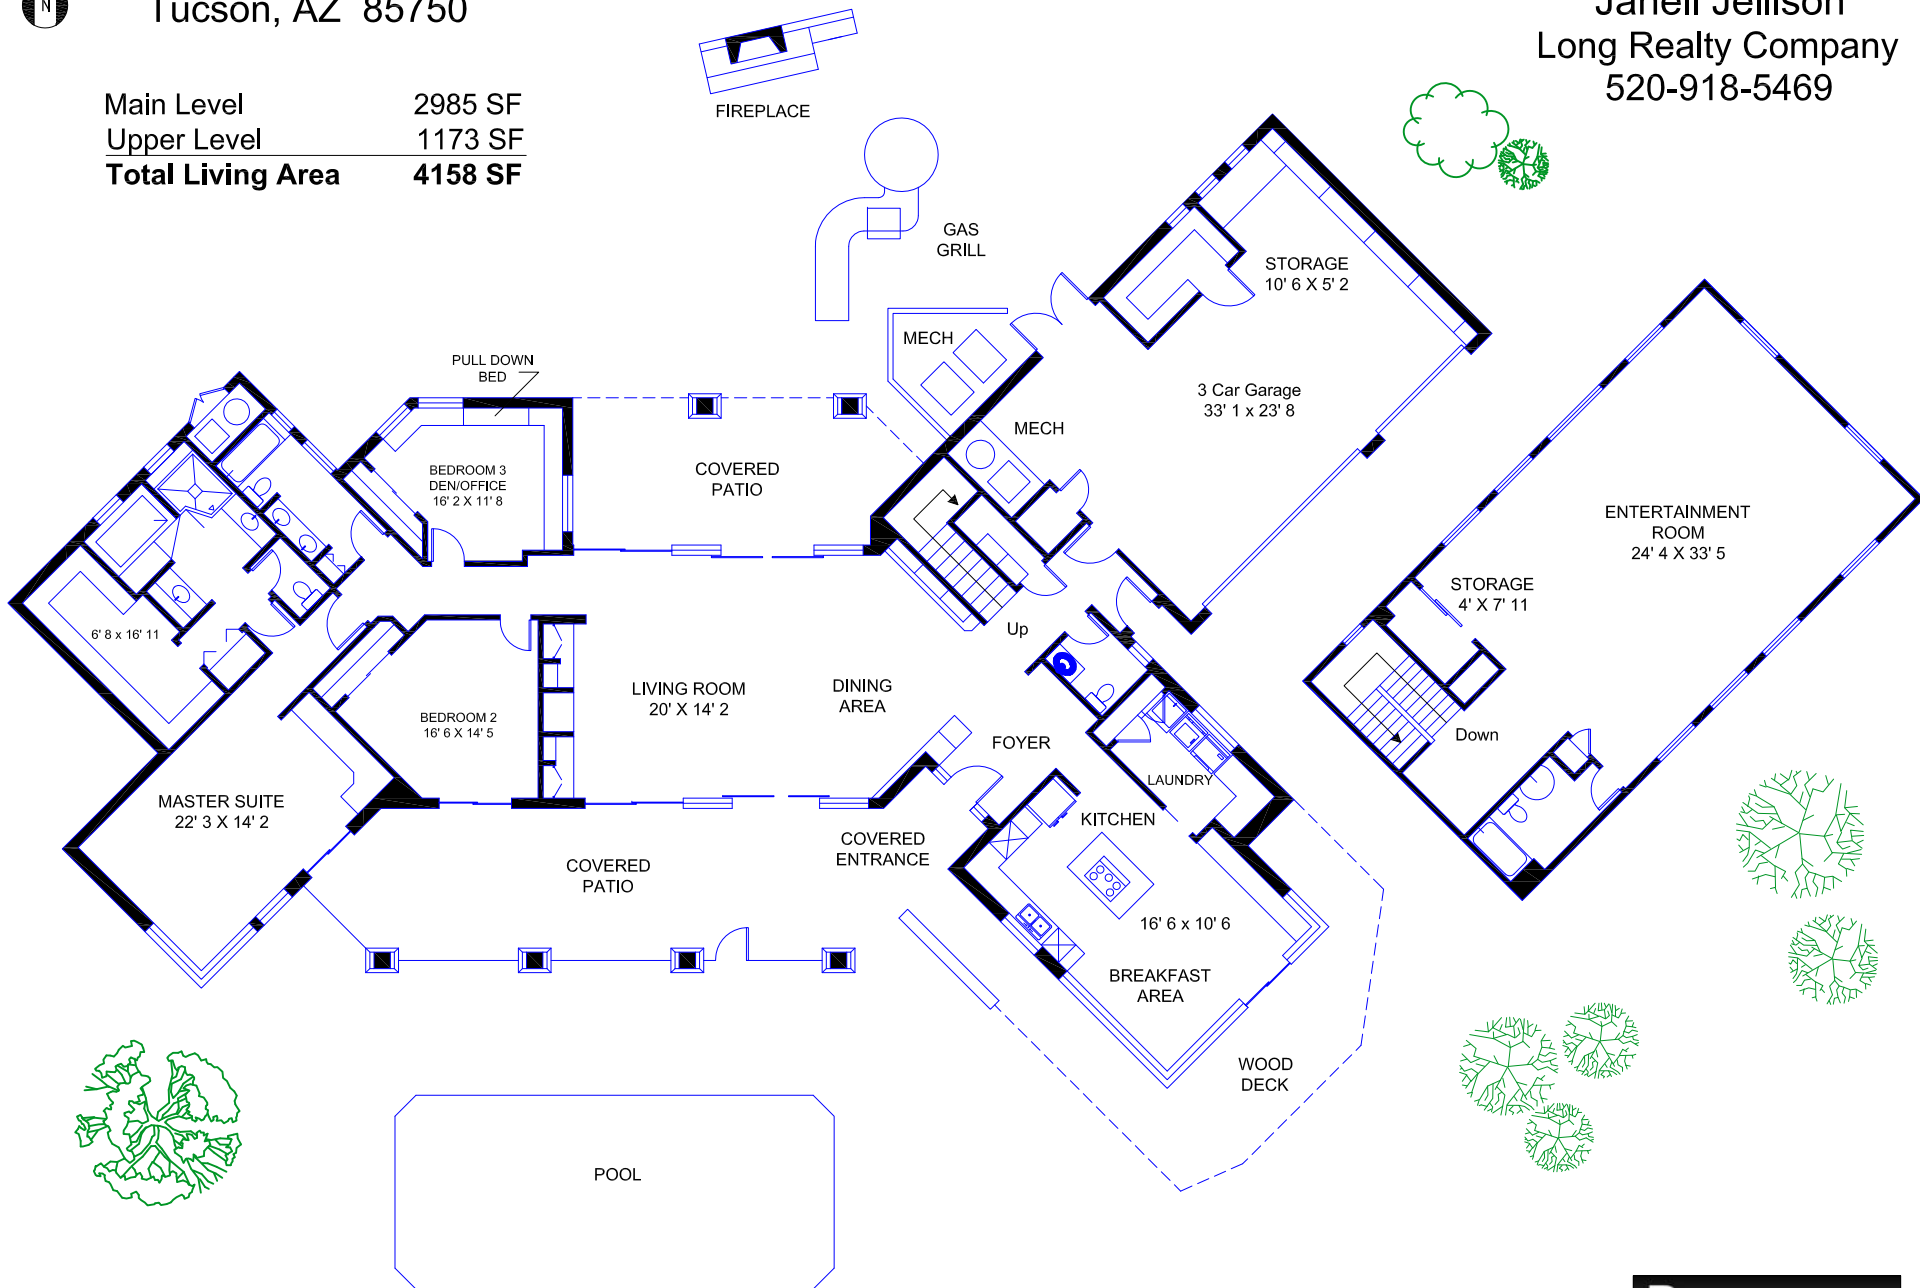 N
Tucson, AZ 85750
Janell Jellison
Long Realty Company
520-918-5469
Main Level 2985 SF
Upper Level 1173 SF
Total Living Area 4158 SF
FIREPLACE
GAS
GRILL
STORAGE
10' 6 X 5' 2
MECH
PULL DOWN
BED
3 Car Garage
33' 1 x 23' 8
MECH
BEDROOM 3
DEN/OFFICE
16' 2 X 11' 8
COVERED
PATIO
ENTERTAINMENT
ROOM
24' 4 X 33' 5
STORAGE
4' X 7' 11
6' 8 x 16' 11
Up
LIVING ROOM
20' X 14' 2
DINING
AREA
BEDROOM 2
16' 6 X 14' 5
FOYER
Down
LAUNDRY
MASTER SUITE
22' 3 X 14' 2
KITCHEN
COVERED
ENTRANCE
COVERED
PATIO
16' 6 x 10' 6
BREAKFAST
AREA
WOOD
DECK
POOL